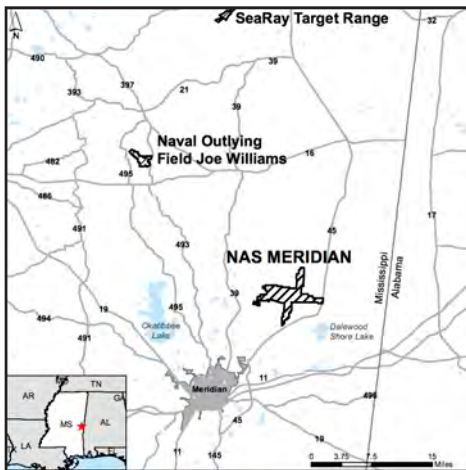 SeaRay Target Range
N
32
490
39
397
21
393
39
Naval Outlying
Field Joe Williams
16
482
495
486
17
491
45
493
NAS MERIDIAN
Mississippi
Alabama
39
19
494
495
Okatibbee
Lake
Dalewood
Shore Lake
491
Meridian
11
496
45
19
11
145
TN
AR
GA
MS
AL
LA
0 3.75 7.5 15
Miles